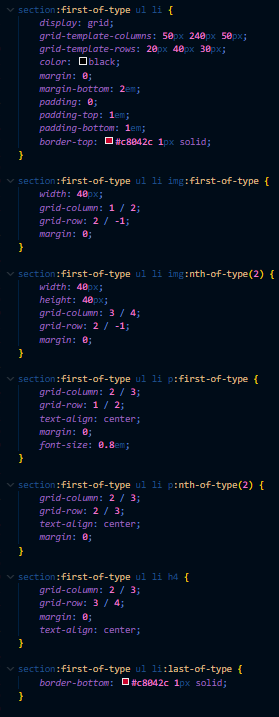 section:first-of-type ul li {
display: grid;
grid-template-columns: 50px 240px 50px;
grid-template-rows: 20px 40px 30px;
color: black;
margin: 0;
margin-bottom: 2em;
padding: 0;
padding-top: 1em;
padding-bottom: 1em;
border-top: #c8042c 1px solid;
}
section:first-of-type ul li img:first-of-type {
width: 40px;
grid-column: 1 / 2;
grid-row: 2 / -1;
margin: 0;
}
section:first-of-type ul li img:nth-of-type(2) {
width: 40px;
height: 40px;
grid-column: 3 / 4;
grid-row: 2 / -1;
margin: 0;
}
section:first-of-type ul li p:first-of-type {
grid-column: 2 / 3;
grid-row: 1 / 2;
text-align: center;
margin: 0;
font-size: 0.8em;
}
section:first-of-type ul li p:nth-of-type(2) {
grid-column: 2 / 3;
grid-row: 2 / 3;
text-align: center;
margin: 0;
}
section:first-of-type ul li h4 {
grid-column: 2 / 3;
grid-row: 3 / 4;
margin: 0;
text-align: center;
}
section:first-of-type ul li:last-of-type {
border-bottom: #c8042c 1px solid;
}